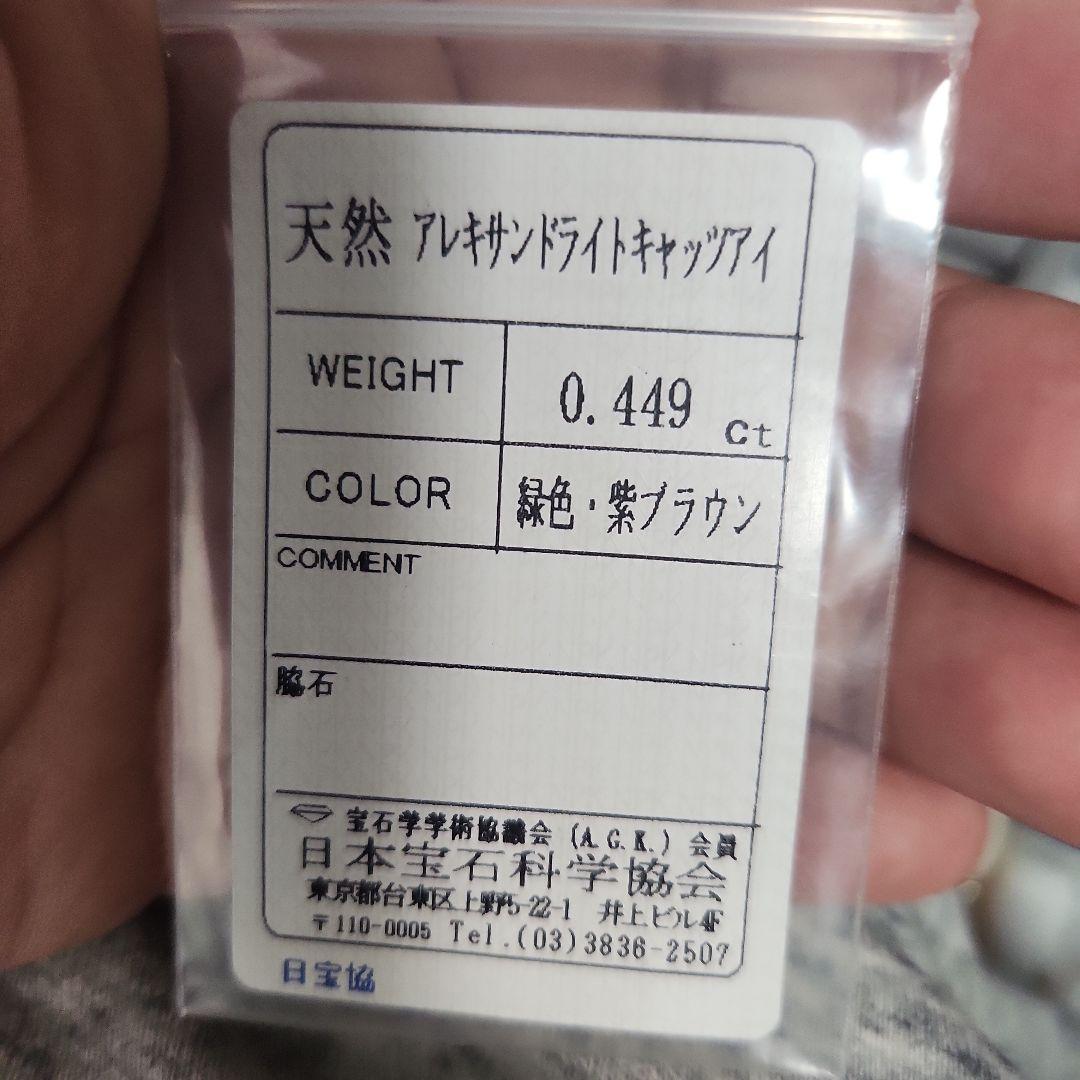 天然 アレキサンドライトキャッツアイ
WEIGHT 0.449 ct
COLOR 緑色・紫ブラウン
COMMENT
脇石
宝石学学術協議会 (A.G.K.) 会員
日本宝石科学協会
東京都台東区上野5-22-1 井上ビル4F
〒110-0005 Tel.(03)3836-2507
日宝協